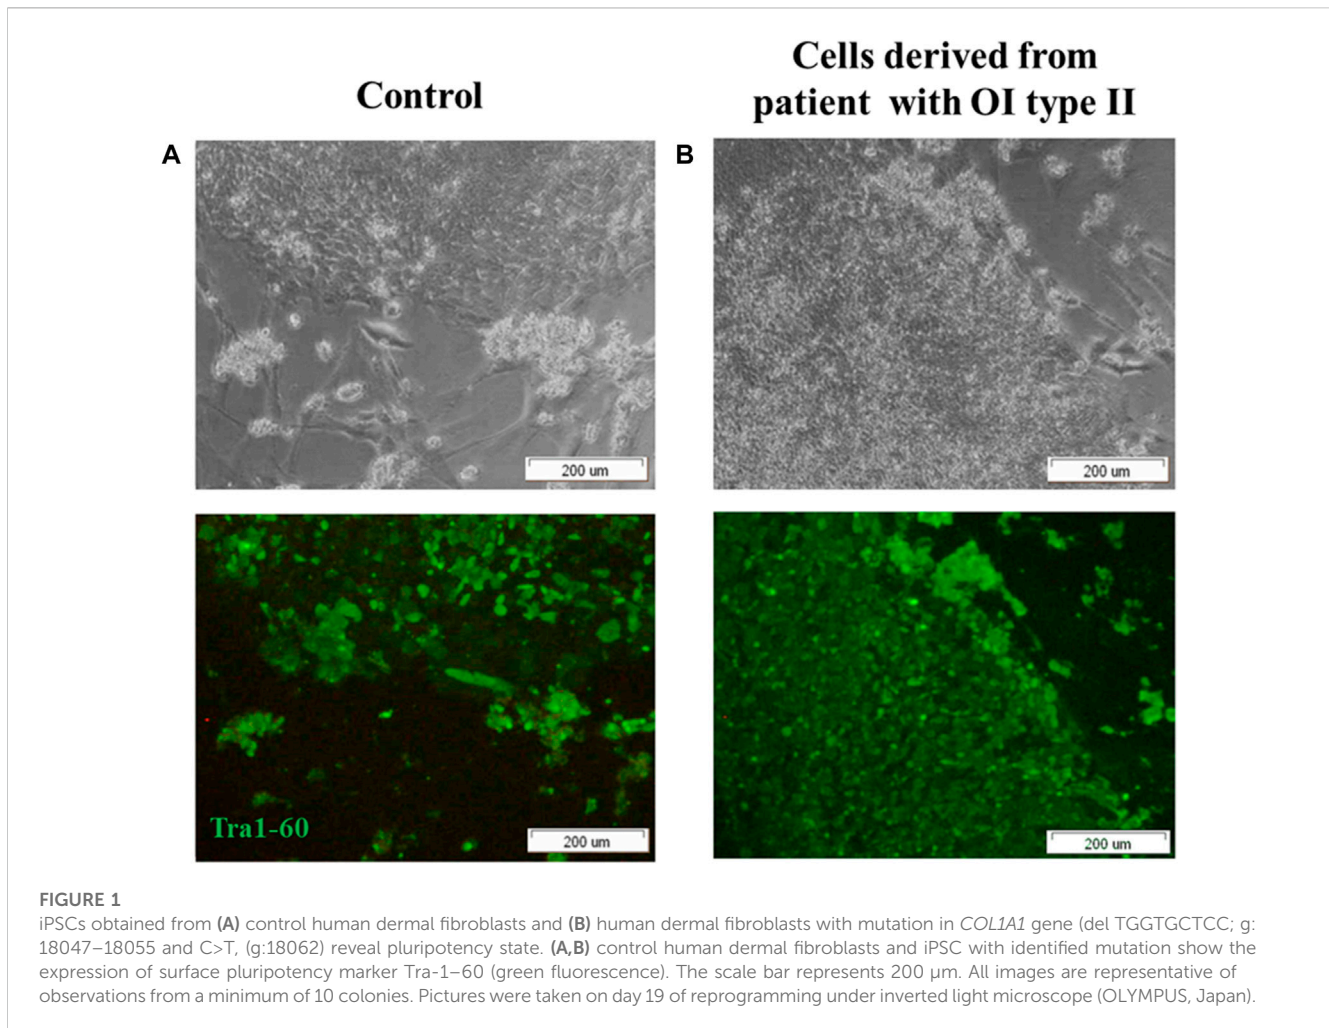 Control
Cells derived from
patient with OI type II
A
B
200 um
200 um
Tra1-60
200 um
200 um
FIGURE 1
iPSCs obtained from (A) control human dermal fibroblasts and (B) human dermal fibroblasts with mutation in COL1A1 gene (del TGGTGCTCC; g:
18047–18055 and C>T, (g:18062) reveal pluripotency state. (A,B) control human dermal fibroblasts and iPSC with identified mutation show the
expression of surface pluripotency marker Tra-1–60 (green fluorescence). The scale bar represents 200 μm. All images are representative of
observations from a minimum of 10 colonies. Pictures were taken on day 19 of reprogramming under inverted light microscope (OLYMPUS, Japan).